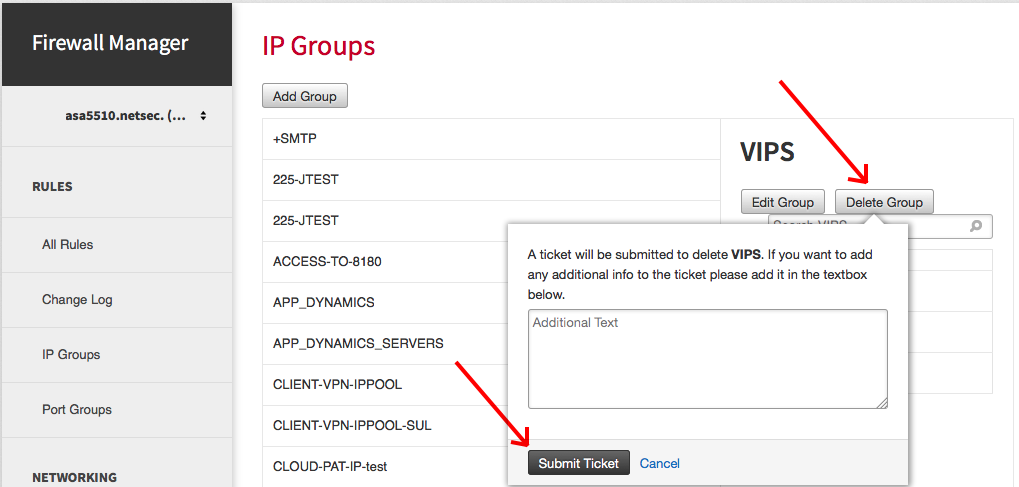 Firewall Manager
asa5510.netsec. (...
RULES
All Rules
Change Log
IP Groups
Port Groups
NETWORKING
IP Groups
Add Group
+SMTP
225-JTEST
225-JTEST
ACCESS-TO-8180
APP_DYNAMICS
APP_DYNAMICS_SERVERS
CLIENT-VPN-IPPOOL
CLIENT-VPN-IPPOOL-SUL
CLOUD-PAT-IP-test
VIPS
Edit Group
Delete Group
Search VIPS
A ticket will be submitted to delete VIPS. If you want to add
any additional info to the ticket please add it in the textbox
below.
Additional Text
Submit Ticket
Cancel